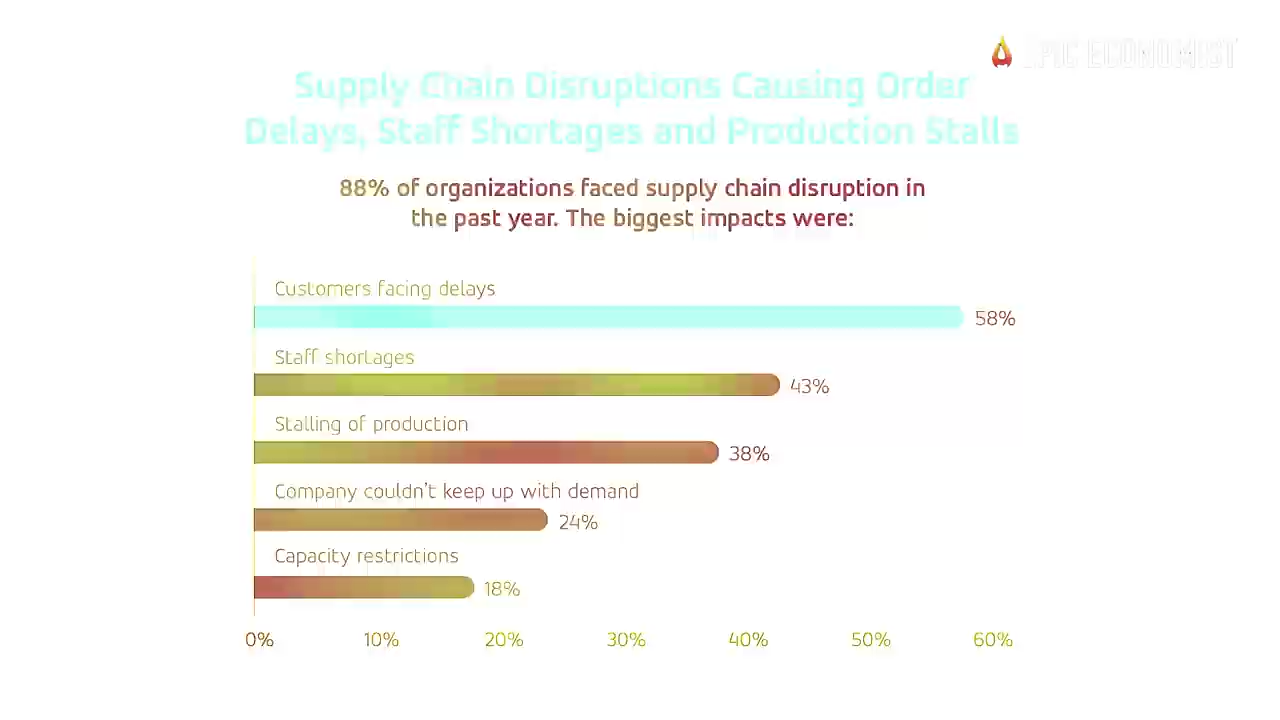 EPIC ECONOMIST
Supply Chain Disruptions Causing Order
Delays, Staff Shortages and Production Stalls
88% of organizations faced supply chain disruption in
the past year. The biggest impacts were:
Customers facing delays
58%
Staff shortages
43%
Stalling of production
38%
Company couldn't keep up with demand
24%
Capacity restrictions
18%
0% 10% 20% 30% 40% 50% 60%